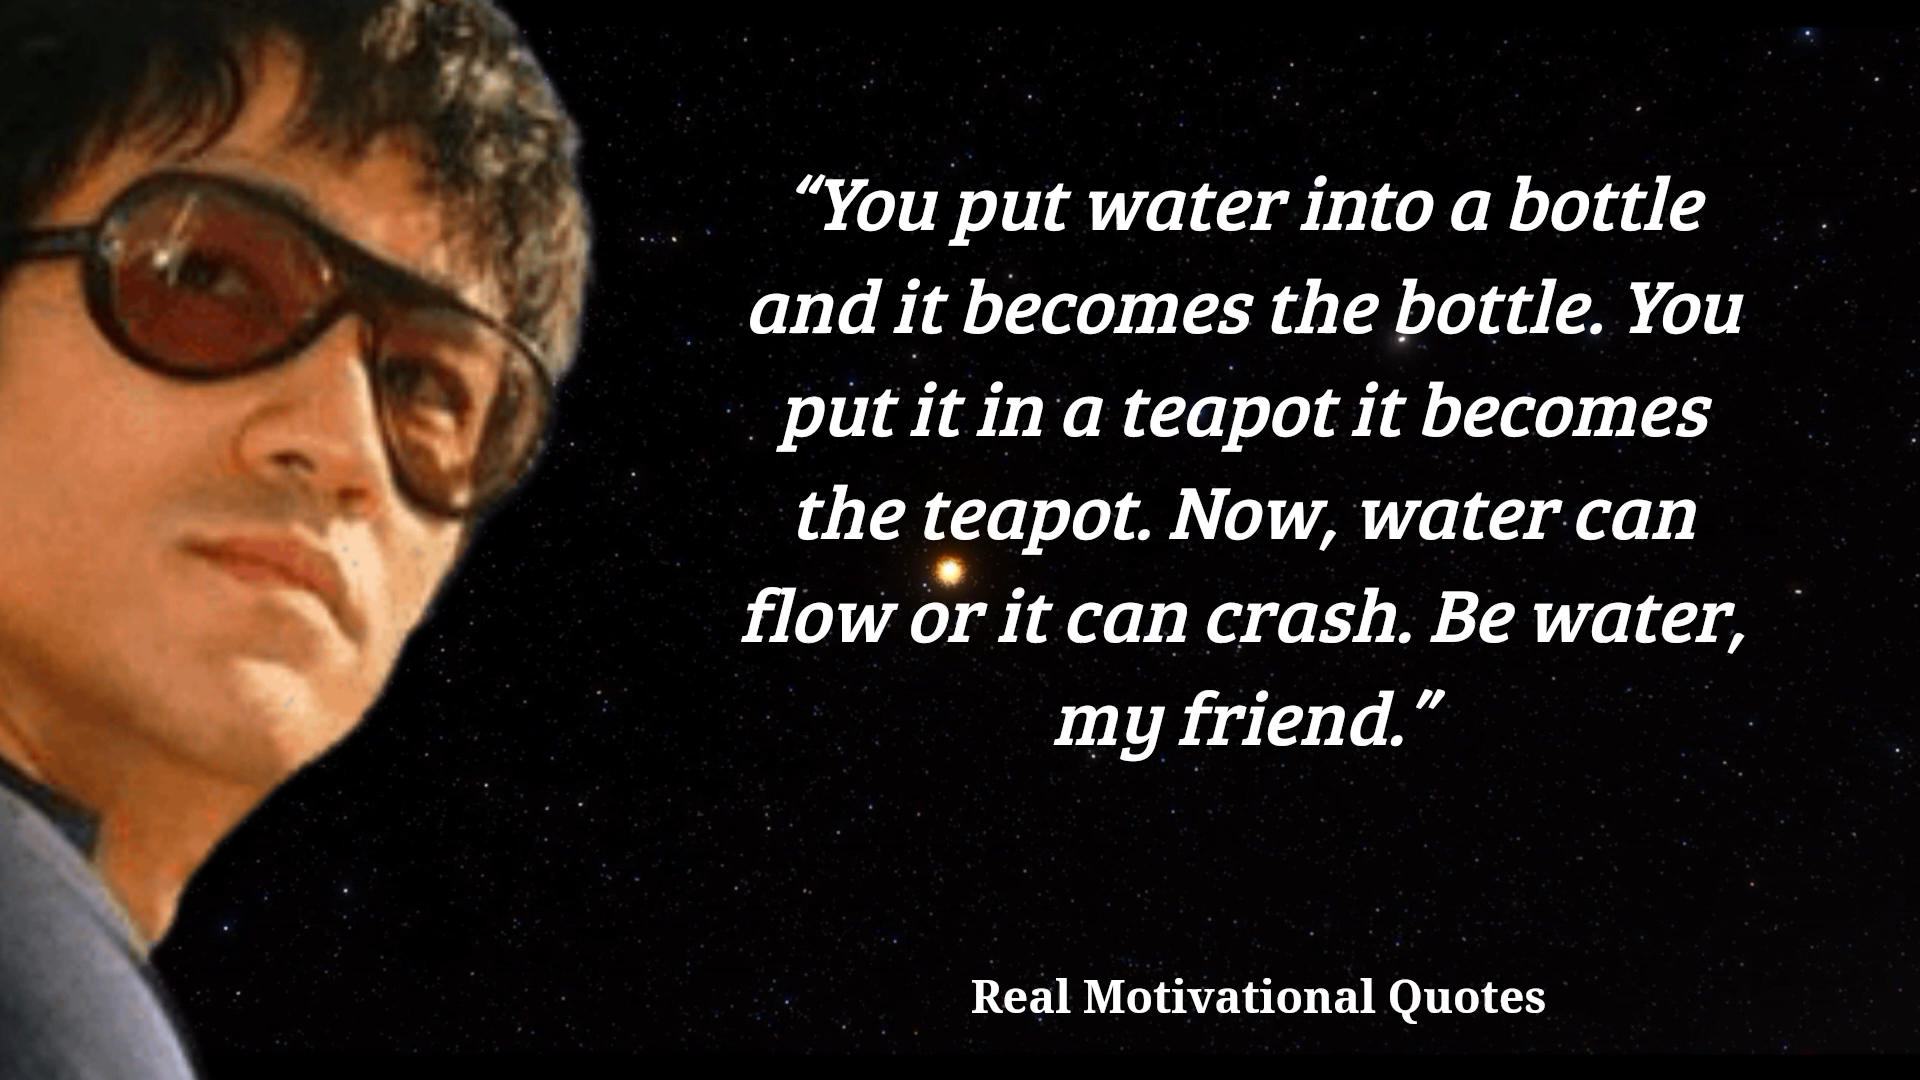 “You put water into a bottle
and it becomes the bottle. You
put it in a teapot it becomes
the teapot. Now, water can
flow or it can crash. Be water,
my friend.”
Real Motivational Quotes